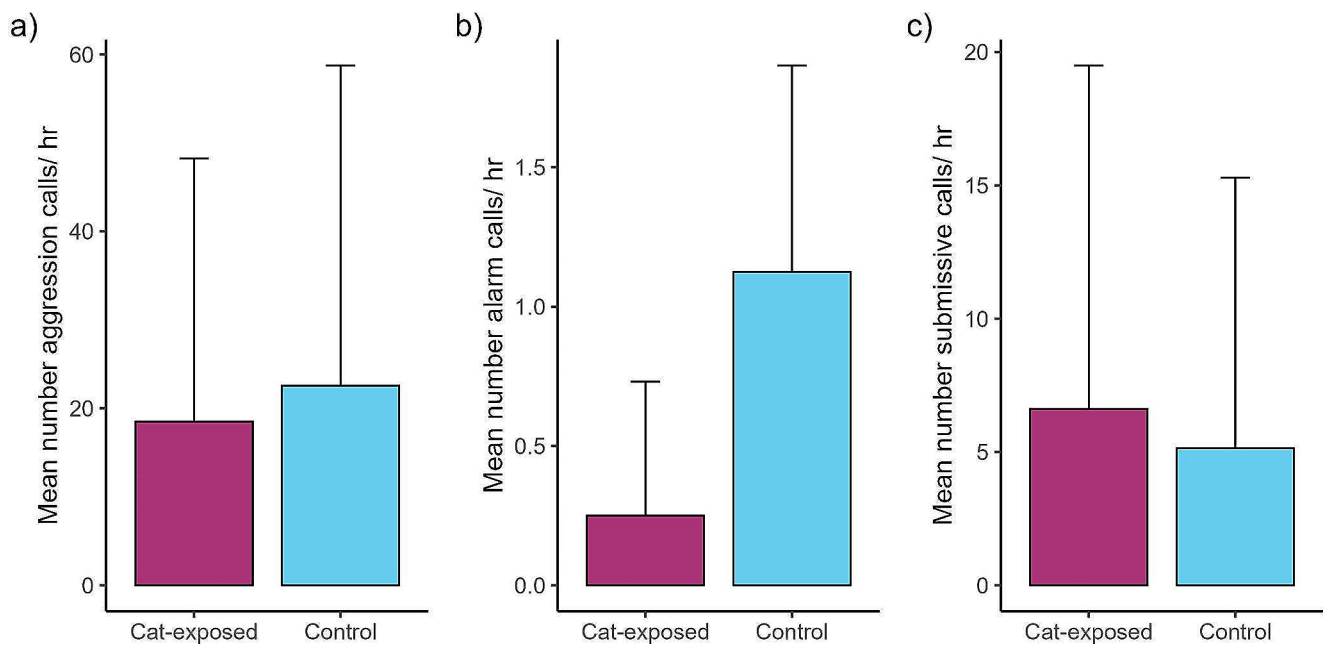 a)
Mean number aggression calls/ hr
60
40
20
0
Cat-exposed
Control
b)
Mean number alarm calls/ hr
1.5
1.0
0.5
0.0
Cat-exposed
Control
c)
Mean number submissive calls/ hr
20
15
10
5
0
Cat-exposed
Control